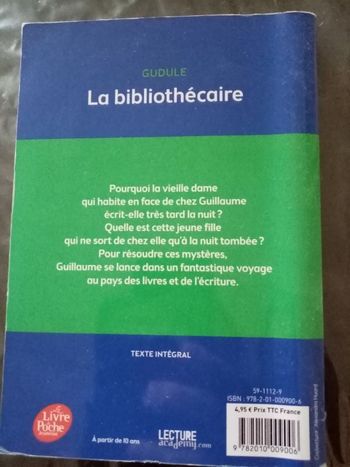 GUDULE
La bibliothécaire
Pourquoi la vieille dame
qui habite en face de chez Guillaume
écrit-elle très tard la nuit ?
Quelle est cette jeune fille
qui ne sort de chez elle qu'à la nuit tombée ?
Pour résoudre ces mystères,
Guillaume se lance dans un fantastique voyage
au pays des livres et de l'écriture.
TEXTE INTÉGRAL
59-1112-9
ISBN : 978-2-01-000900-6
4,95 € Prix TTC France
9 782010 009006
Le
LIVRE
de
Poche
À partir de 10 ans
LECTURE
academy.com